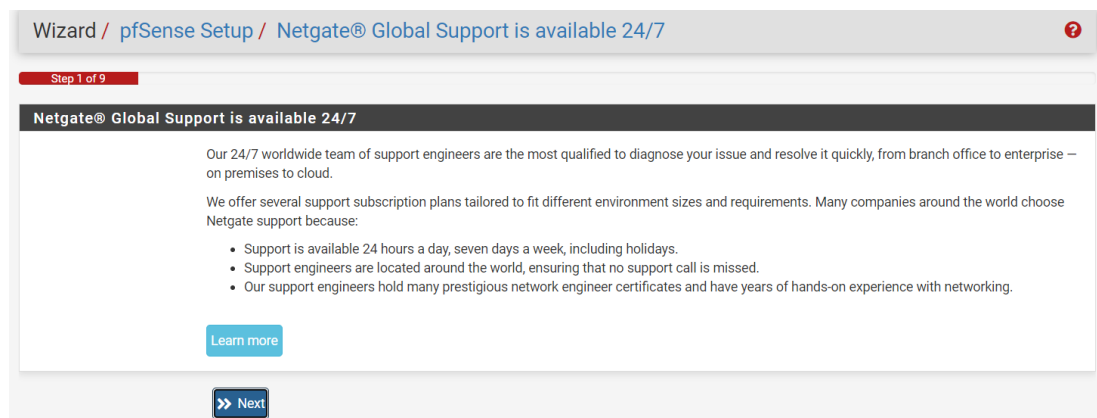 Wizard / pfSense Setup / Netgate® Global Support is available 24/7
Step 1 of 9
Netgate® Global Support is available 24/7
Our 24/7 worldwide team of support engineers are the most qualified to diagnose your issue and resolve it quickly, from branch office to enterprise —
on premises to cloud.
We offer several support subscription plans tailored to fit different environment sizes and requirements. Many companies around the world choose
Netgate support because:
• Support is available 24 hours a day, seven days a week, including holidays.
• Support engineers are located around the world, ensuring that no support call is missed.
• Our support engineers hold many prestigious network engineer certificates and have years of hands-on experience with networking.
Learn more
» Next